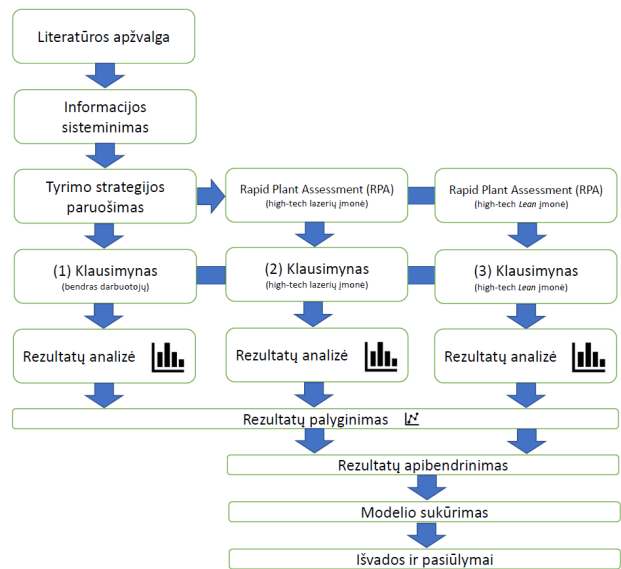 Literatūros apžvalga
Informacijos
sisteminimas
Tyrimo strategijos
paruošimas
Rapid Plant Assessment (RPA)
(high-tech lazerių įmonė)
Rapid Plant Assessment (RPA)
(high-tech Lean įmonė)
(1) Klausimynas
(bendras darbuotojų)
(2) Klausimynas
(high-tech lazerių įmonė)
(3) Klausimynas
(high-tech Lean įmonė)
Rezultatų analizė
Rezultatų analizė
Rezultatų analizė
Rezultatų palyginimas
Rezultatų apibendrinimas
Modelio sukūrimas
Išvados ir pasiūlymai